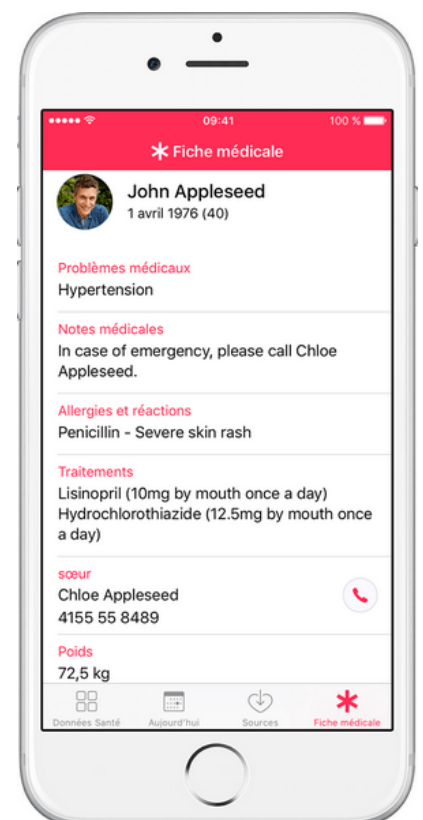 09:41
100 %
Fiche médicale
John Appleseed
1 avril 1976 (40)
Problèmes médicaux
Hypertension
Notes médicales
In case of emergency, please call Chloe
Appleseed.
Allergies et réactions
Penicillin - Severe skin rash
Traitements
Lisinopril (10mg by mouth once a day)
Hydrochlorothiazide (12.5mg by mouth once
a day)
sœur
Chloe Appleseed
4155 55 8489
Poids
72,5 kg
Données Santé
Aujourd'hui
Sources
Fiche médicale